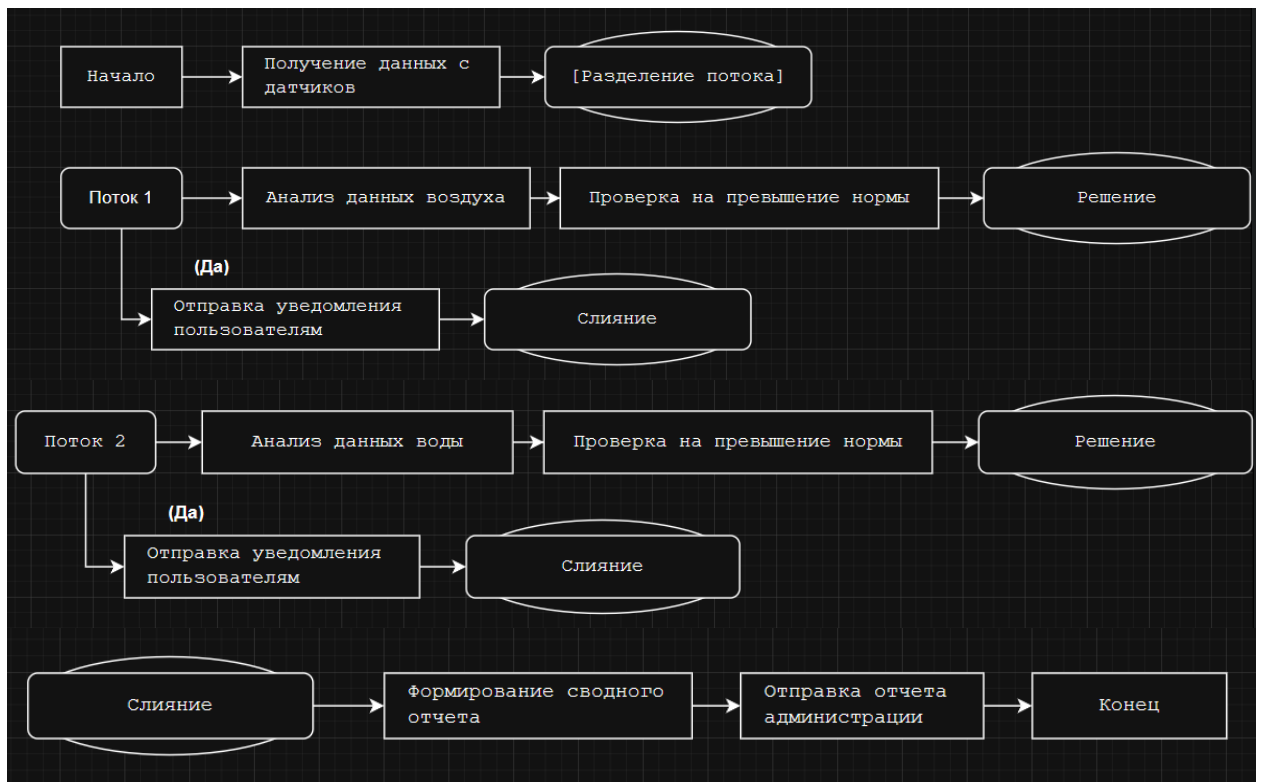 Начало
Получение данных с
датчиков
[Разделение потока]
Поток 1
Анализ данных воздуха
Проверка на превышение нормы
Решение
(Да)
Отправка уведомления
пользователям
Слияние
Поток 2
Анализ данных воды
Проверка на превышение нормы
Решение
(Да)
Отправка уведомления
пользователям
Слияние
Слияние
Формирование сводного
отчета
Отправка отчета
администрации
Конец